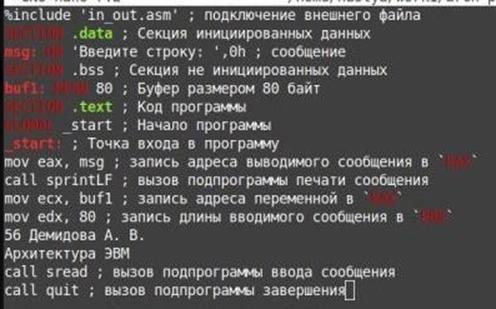 %include 'in_out.asm' ; подключение внешнего файла
SECTION .data ; Секция инициированных данных
msg: DB 'Введите строку: ',0h ; сообщение
SECTION .bss ; Секция не инициированных данных
buf1: RESB 80 ; Буфер размером 80 байт
SECTION .text ; Код программы
GLOBAL _start ; Начало программы
_start: ; Точка входа в программу
mov eax, msg ; запись адреса выводимого сообщения в `EAX`
call sprintLF ; вызов подпрограммы печати сообщения
mov ecx, buf1 ; запись адреса переменной в `EAX`
mov edx, 80 ; запись длины вводимого сообщения в `EBX`
56 Демидова А. В.
Архитектура ЭВМ
call sread ; вызов подпрограммы ввода сообщения
call quit ; вызов подпрограммы завершения